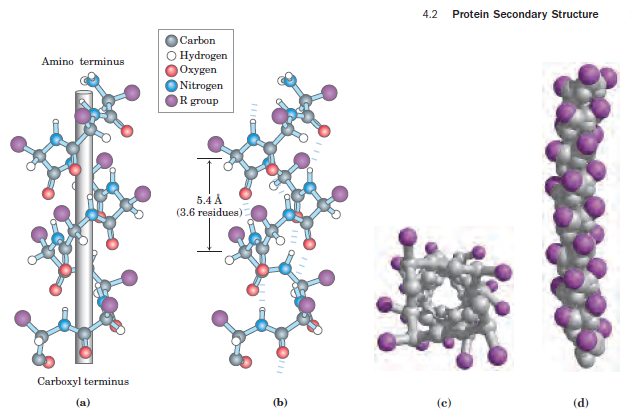 4.2 Protein Secondary Structure
Carbon
Hydrogen
Oxygen
Nitrogen
R group
Amino terminus
5.4 Å
(3.6 residues)
Carboxyl terminus
(a)
(b)
(c)
(d)